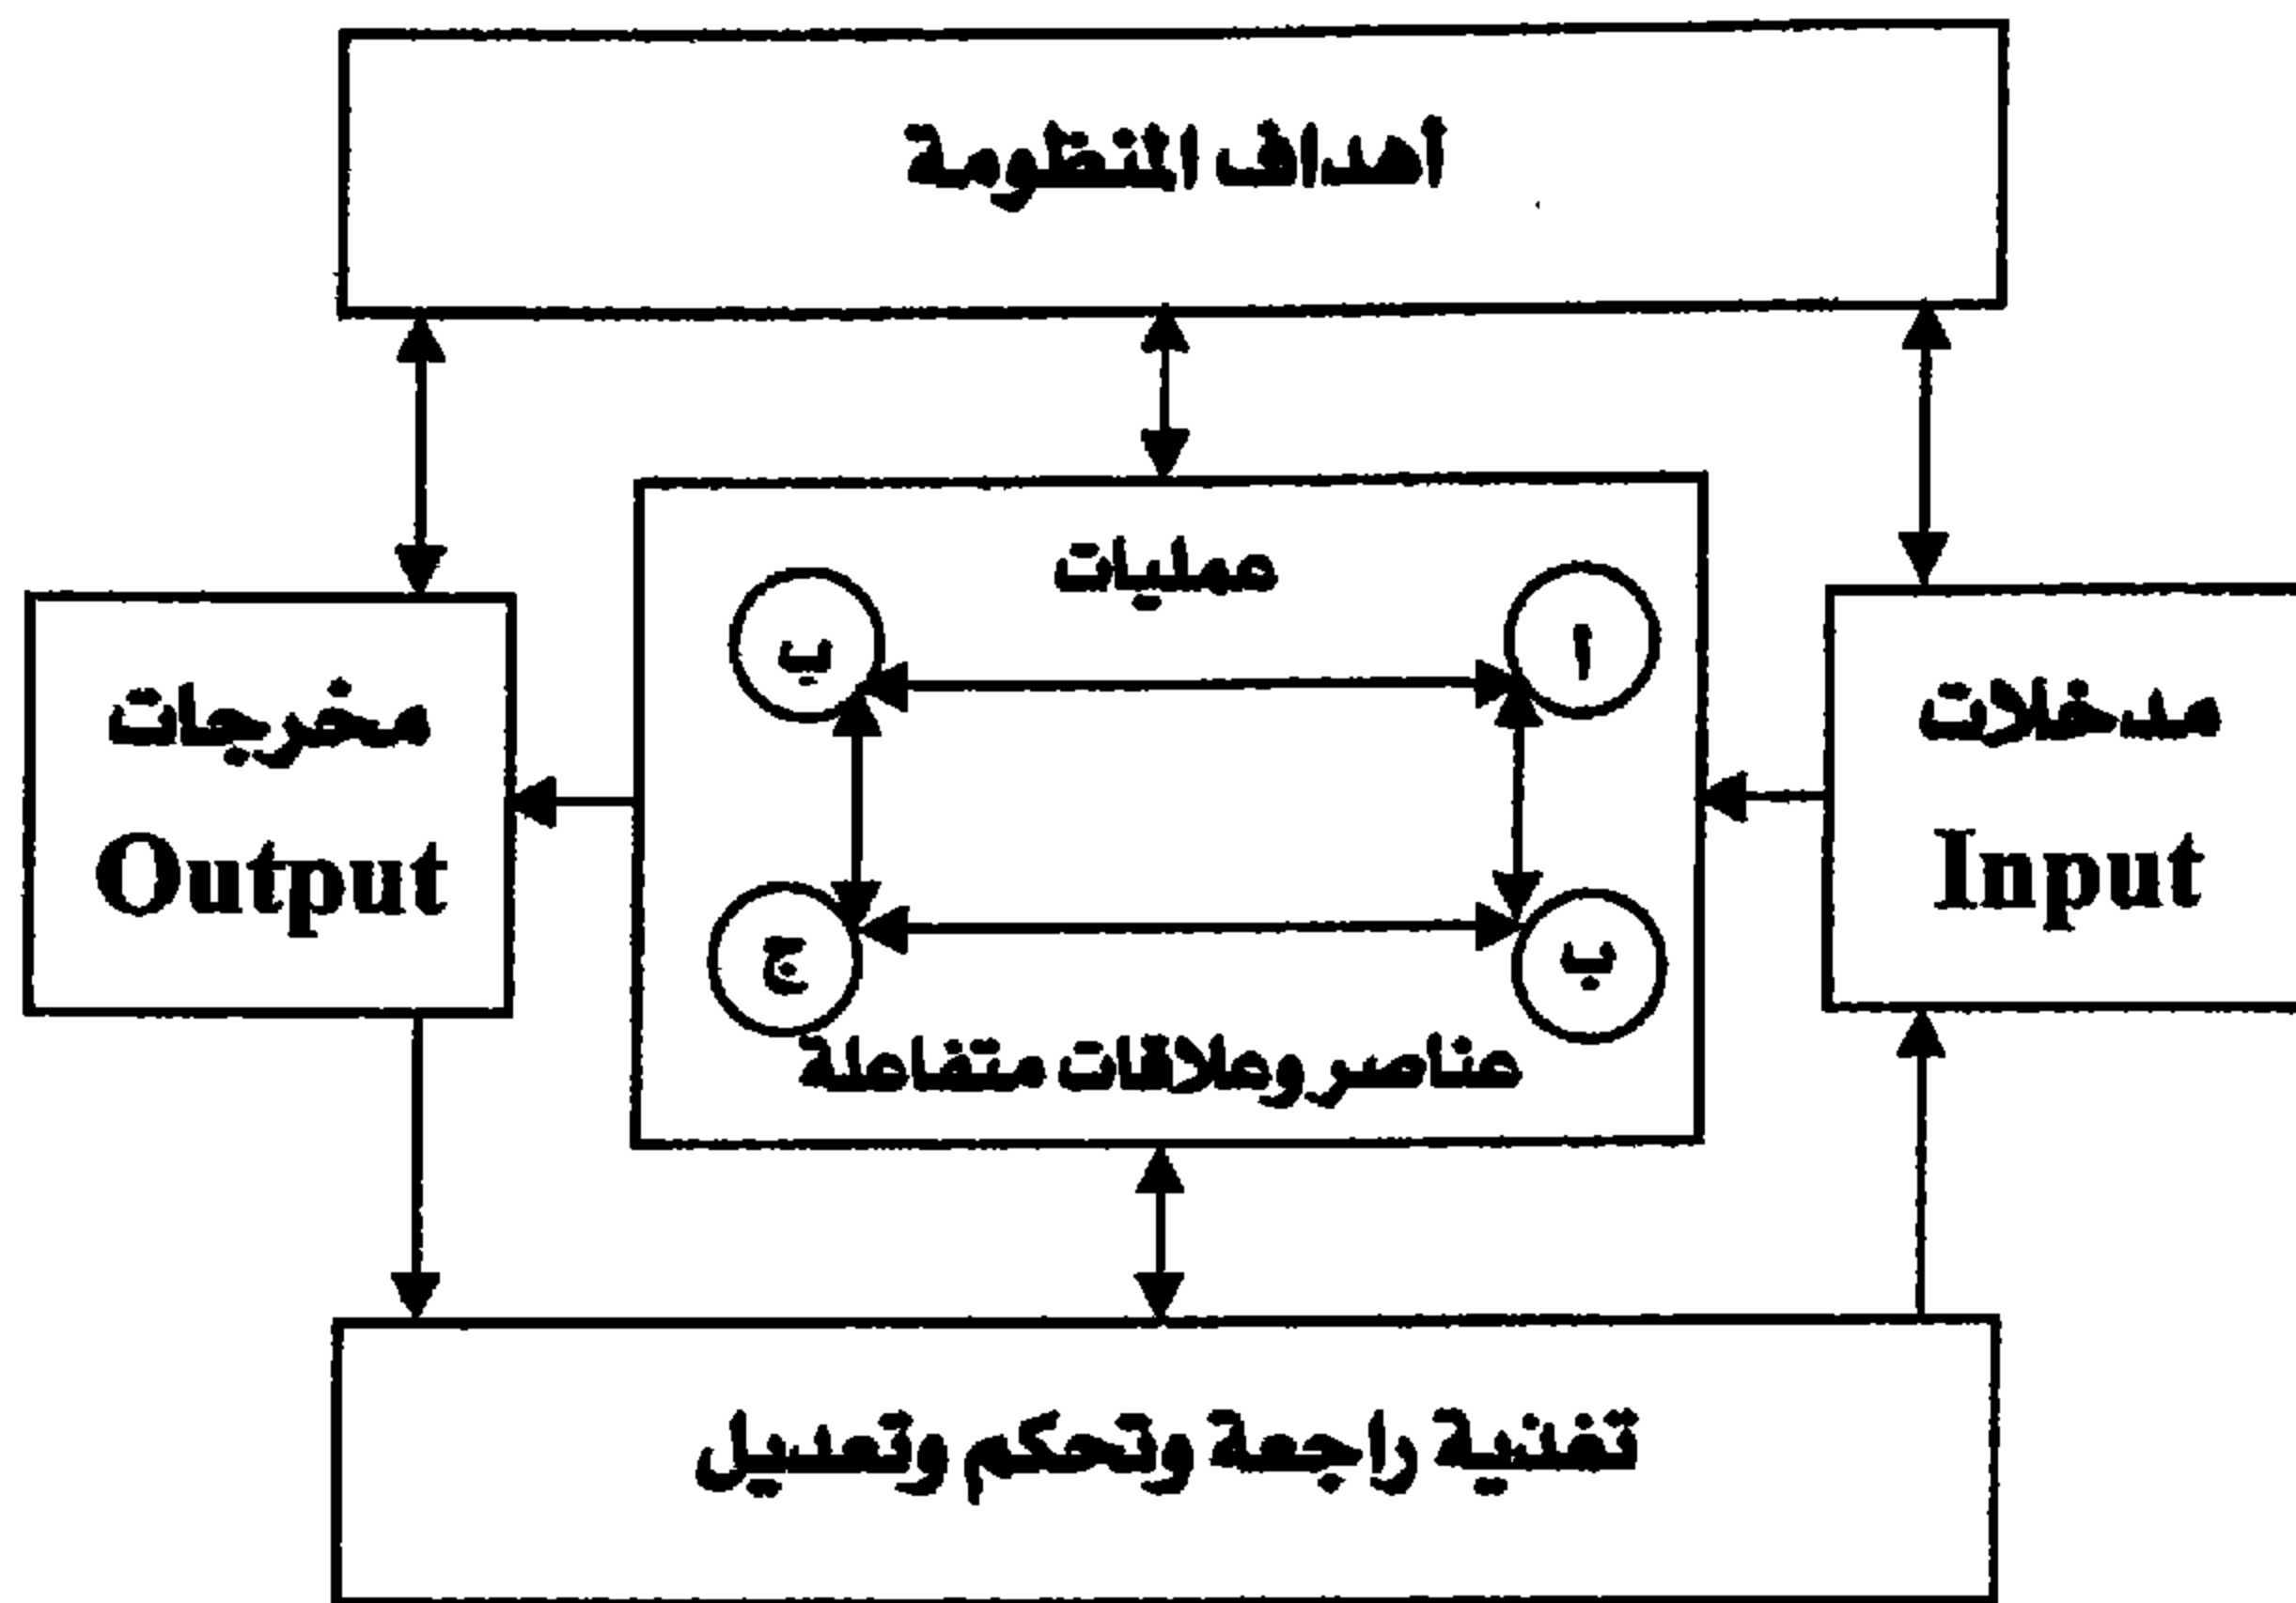 أهداف المنظومة
عمليات
ا
ب
مدخلات
Input
مخرجات
Output
ب
ج
عناصر وعلاقات متفاعلة
تغذية راجعة وتحكم وتعديل